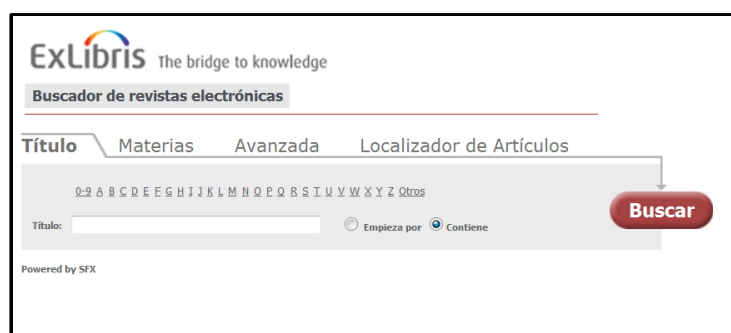 ExLibris The bridge to knowledge
Buscador de revistas electrónicas
Título Materias Avanzada Localizador de Artículos
0-9 A B C D E F G H I J K L M N O P Q R S T U V W X Y Z Otros
Buscar
Título: Empieza por Contiene
Powered by SFX